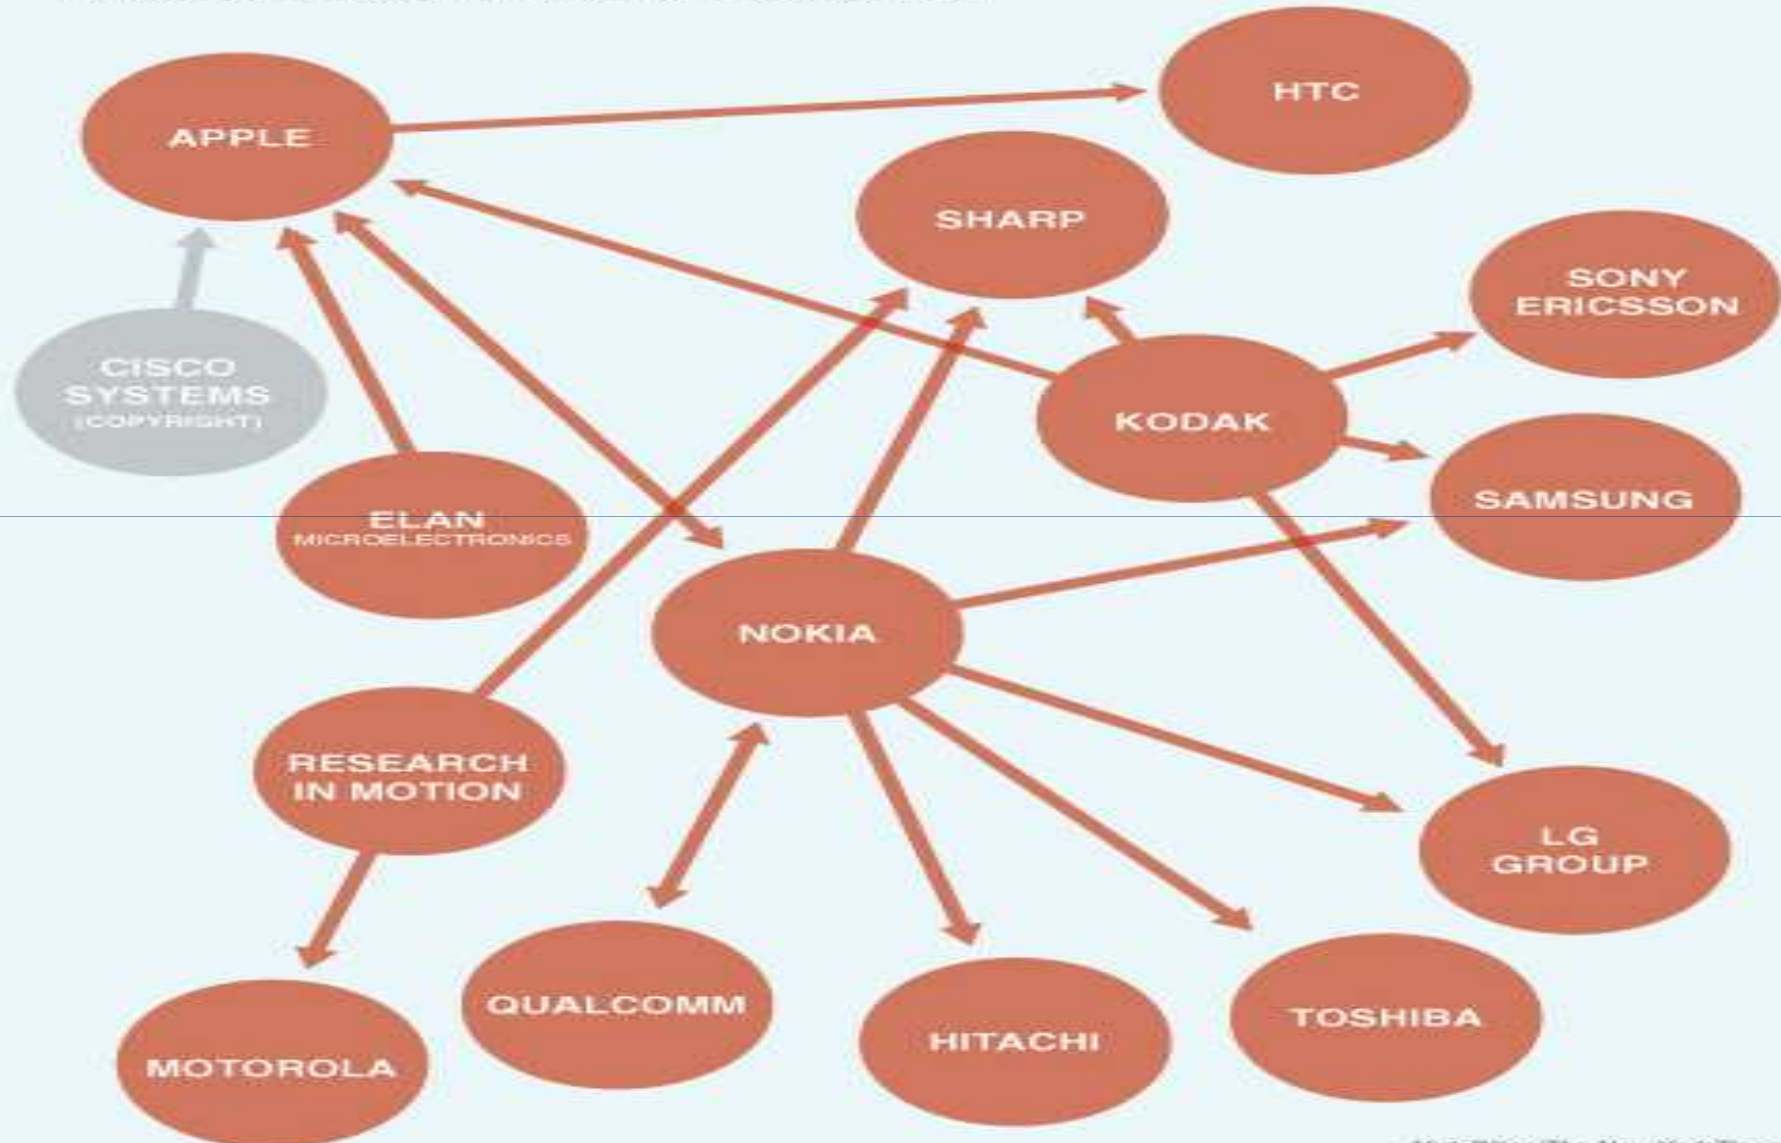 HTC
APPLE
SHARP
SONY
ERICSSON
CISCO
SYSTEMS
(COPYRIGHT)
KODAK
SAMSUNG
ELAN
MICROELECTRONICS
NOKIA
RESEARCH
IN MOTION
LG
GROUP
QUALCOMM
TOSHIBA
HITACHI
MOTOROLA